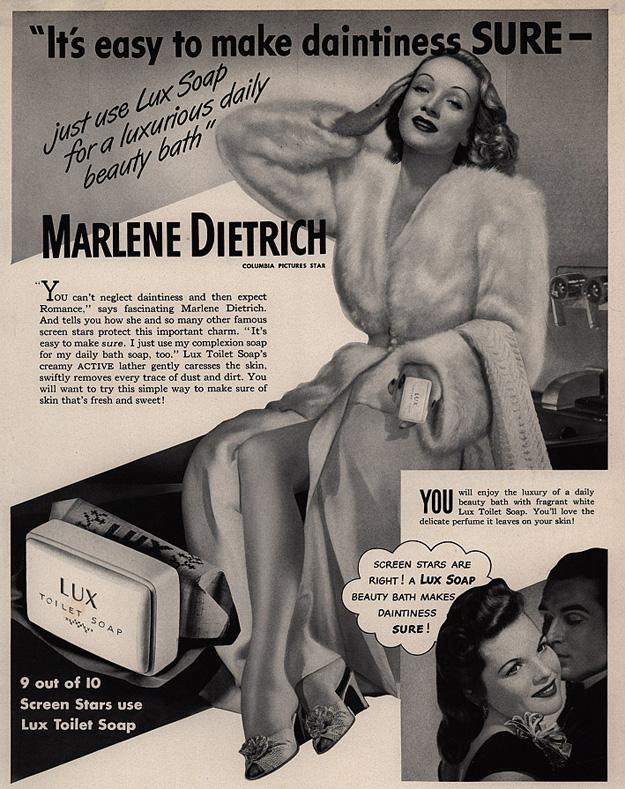 "It's easy to make daintiness SURE —
just use Lux Soap
for a luxurious daily
beauty bath"
MARLENE DIETRICH
COLUMBIA PICTURES STAR
"YOU can't neglect daintiness and then expect
Romance," says fascinating Marlene Dietrich.
And tells you how she and so many other famous
screen stars protect this important charm. "It's
easy to make sure. I just use my complexion soap
for my daily bath soap, too." Lux Toilet Soap's
creamy ACTIVE lather gently caresses the skin,
swiftly removes every trace of dust and dirt. You
will want to try this simple way to make sure of
skin that's fresh and sweet!
LUX
YOU will enjoy the luxury of a daily
beauty bath with fragrant white
Lux Toilet Soap. You'll love the
delicate perfume it leaves on your skin!
SCREEN STARS ARE
RIGHT! A LUX SOAP
BEAUTY BATH MAKES
DAINTINESS
SURE!
LUX
LUX
TOILET SOAP
9 out of 10
Screen Stars use
Lux Toilet Soap